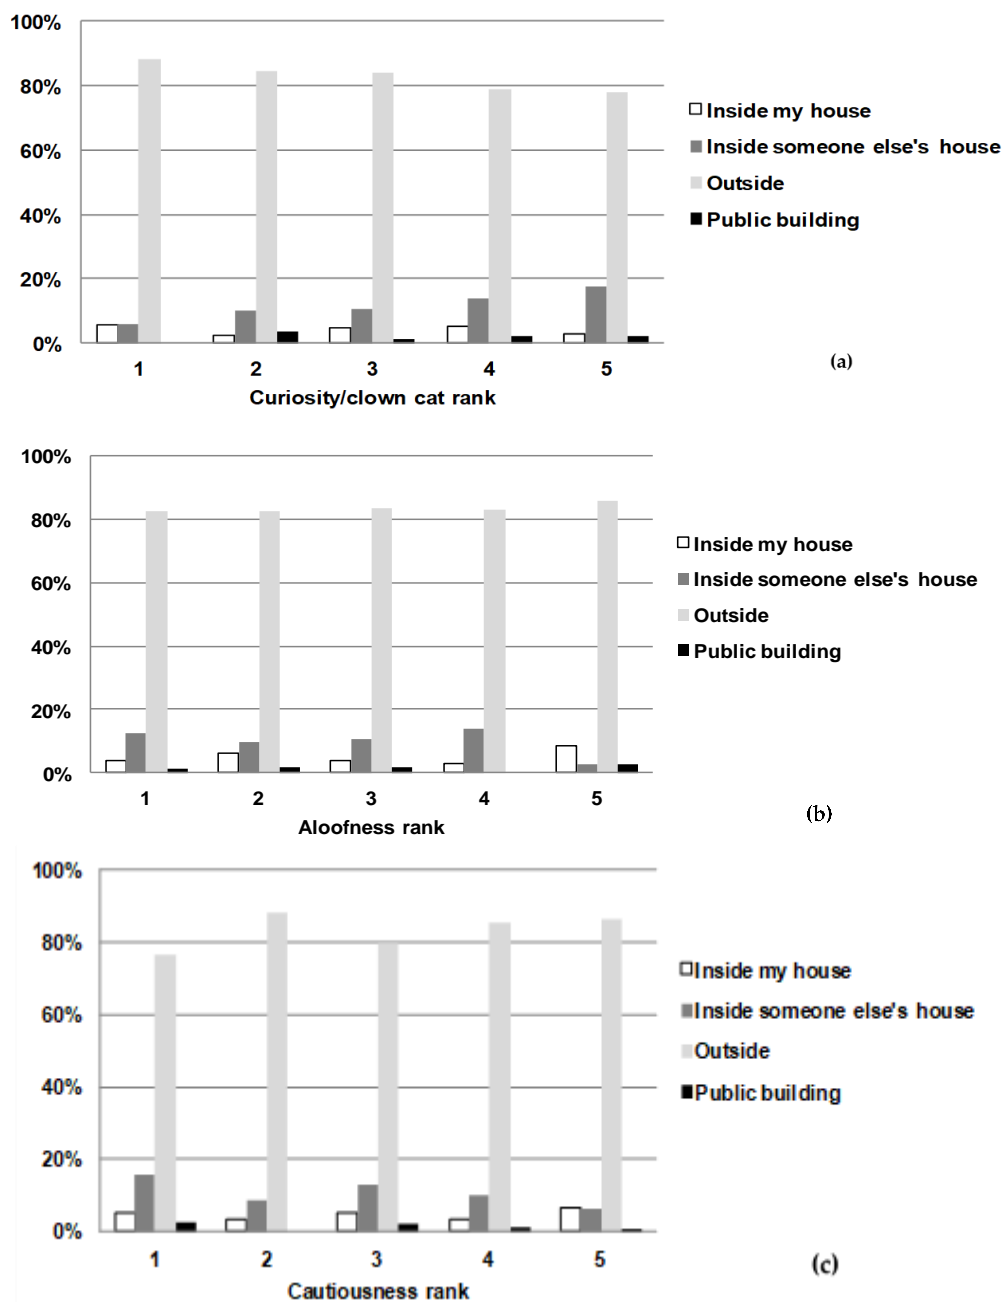 100%
80%
60%
40%
20%
0%
1 2 3 4 5
Curiosity/clown cat rank
Inside my house
Inside someone else's house
Outside
Public building
(a)
100%
80%
60%
40%
20%
0%
1 2 3 4 5
Aloofness rank
Inside my house
Inside someone else's house
Outside
Public building
(b)
100%
80%
60%
40%
20%
0%
1 2 3 4 5
Cautiousness rank
Inside my house
Inside someone else's house
Outside
Public building
(c)